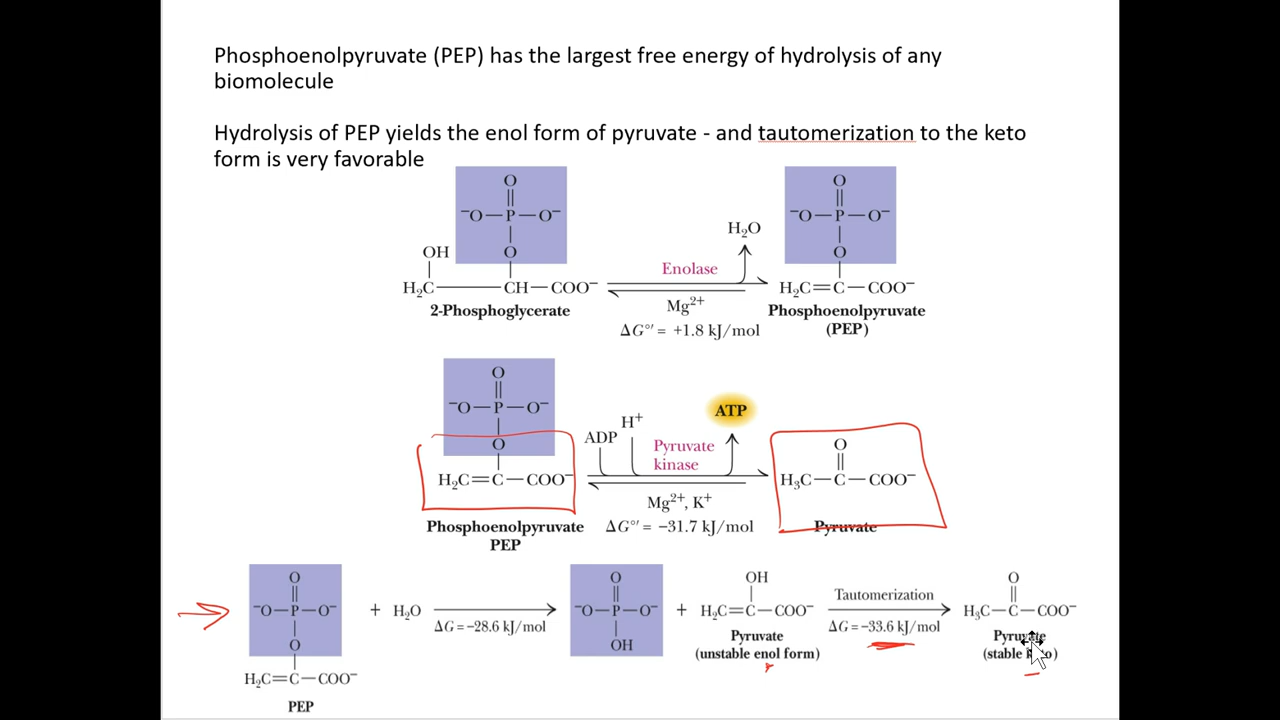 Phosphoenolpyruvate (PEP) has the largest free energy of hydrolysis of any
biomolecule
Hydrolysis of PEP yields the enol form of pyruvate - and tautomerization to the keto
form is very favorable
O
⁻O—P—O⁻
OH O
H₂C——CH—COO⁻
2-Phosphoglycerate
H₂O
Enolase
Mg²⁺
ΔG°′ = +1.8 kJ/mol
O
⁻O—P—O⁻
O
H₂C=C—COO⁻
Phosphoenolpyruvate
(PEP)
O
⁻O—P—O⁻
O
H₂C=C—COO⁻
Phosphoenolpyruvate
PEP
ADP H⁺ ATP
Pyruvate
kinase
Mg²⁺, K⁺
ΔG°′ = −31.7 kJ/mol
O
H₃C—C—COO⁻
Pyruvate
O
⁻O—P—O⁻
O
H₂C=C—COO⁻
PEP
+ H₂O
ΔG = −28.6 kJ/mol
O
⁻O—P—O⁻
OH
+
OH
H₂C=C—COO⁻
Pyruvate
(unstable enol form)
Tautomerization
ΔG = −33.6 kJ/mol
O
H₃C—C—COO⁻
Pyruvate
(stable